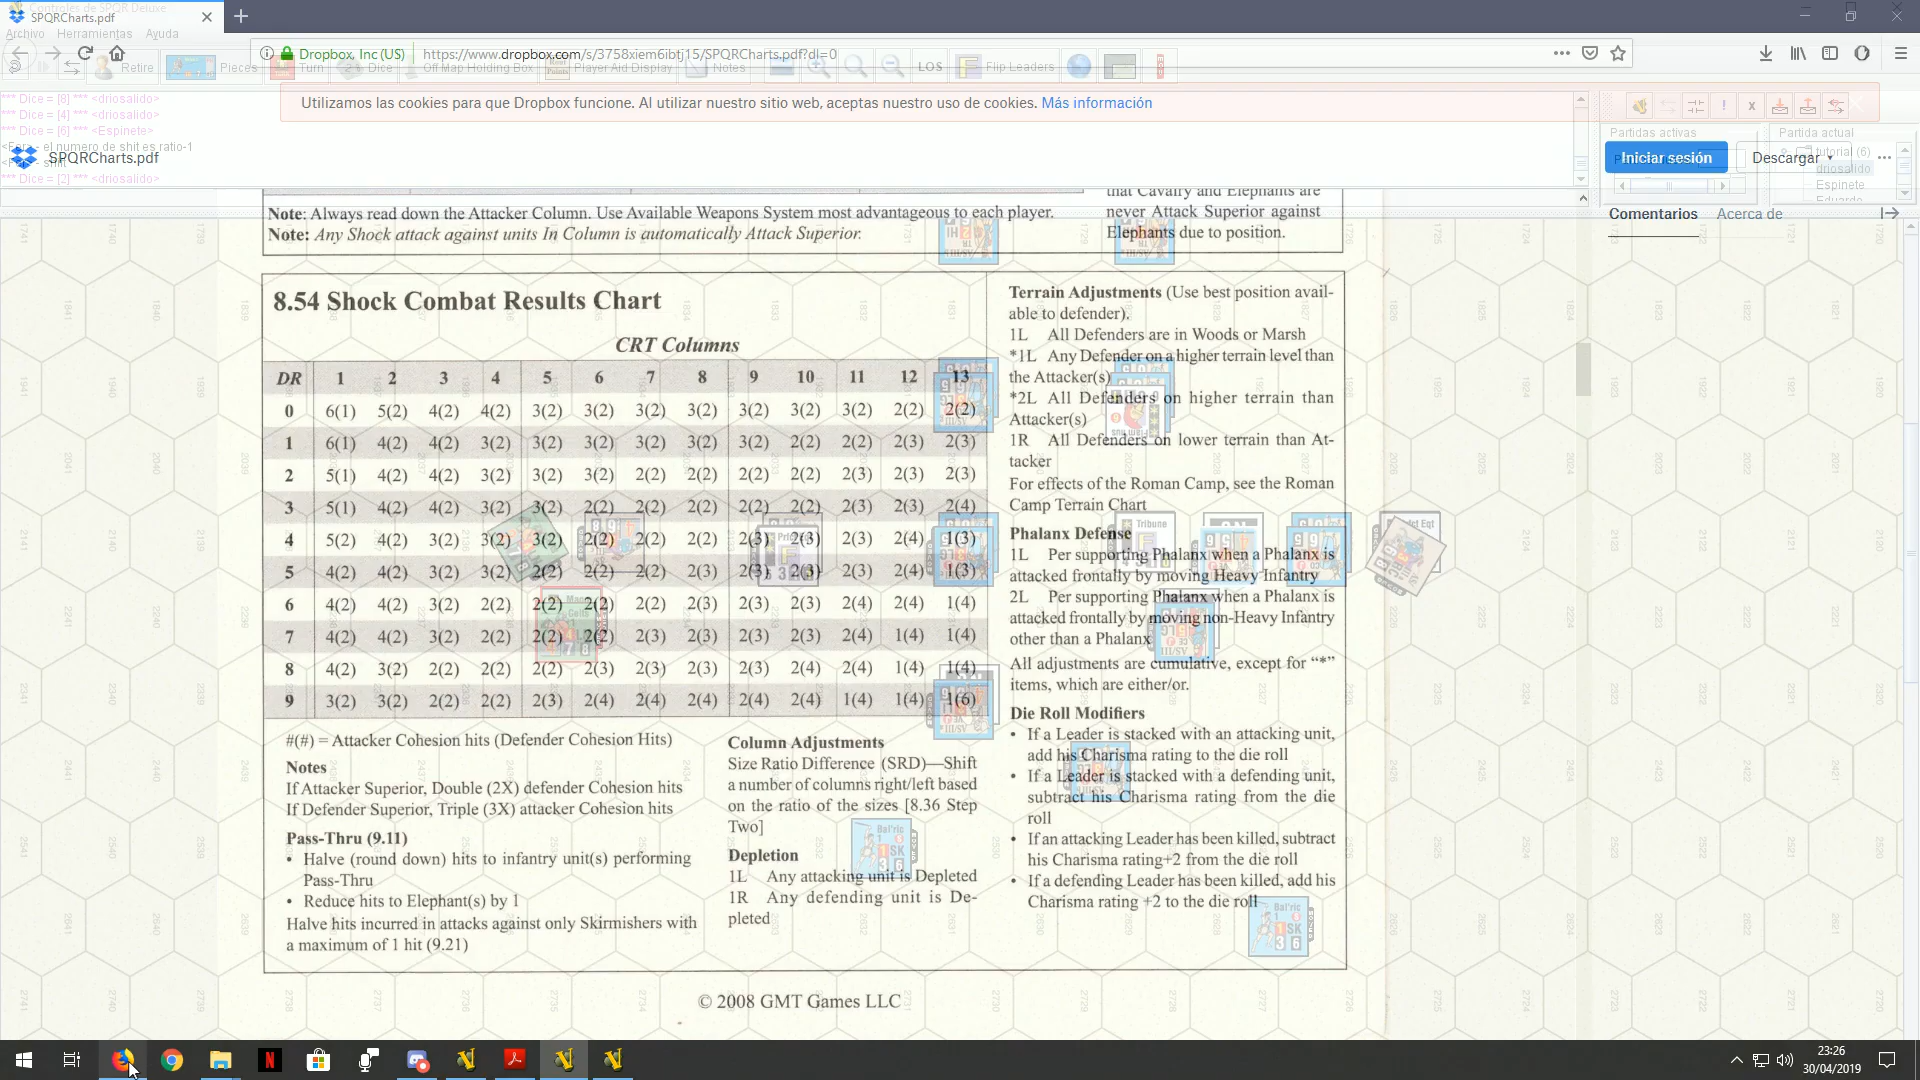 Controles de SPQR Deluxe
SPQRCharts.pdf
Archivo Herramientas Ayuda
Dropbox, Inc (US) https://www.dropbox.com/s/3758xiem6ibtj15/SPQRCharts.pdf?dl=0
Retire Pieces Turn Dice Off Map Holding Box Player Aid Display Notes LOS Flip Leaders
Utilizamos las cookies para que Dropbox funcione. Al utilizar nuestro sitio web, aceptas nuestro uso de cookies. Más información
*** Dice = [8] *** <driosalido>
*** Dice = [4] *** <driosalido>
*** Dice = [6] *** <Espinete>
- el numero de shit es ratio-1
*** Dice = [2] *** <driosalido>
SPQRCharts.pdf
Partidas activas
Partida actual
tutorial (6)
driosalido
Espinete
Eduardo
Iniciar sesión
Descargar
Comentarios Acerca de
Note: Always read down the Attacker Column. Use Available Weapons System most advantageous to each player.
Note: Any Shock attack against units In Column is automatically Attack Superior.
that Cavalry and Elephants are
never Attack Superior against
Elephants due to position.
8.54 Shock Combat Results Chart
CRT Columns
DR 1 2 3 4 5 6 7 8 9 10 11 12 13
0 6(1) 5(2) 4(2) 4(2) 3(2) 3(2) 3(2) 3(2) 3(2) 3(2) 3(2) 2(2) 2(2)
1 6(1) 4(2) 4(2) 3(2) 3(2) 3(2) 3(2) 3(2) 3(2) 2(2) 2(2) 2(3) 2(3)
2 5(1) 4(2) 4(2) 3(2) 3(2) 3(2) 2(2) 2(2) 2(2) 2(2) 2(3) 2(3) 2(3)
3 5(1) 4(2) 4(2) 3(2) 3(2) 2(2) 2(2) 2(2) 2(2) 2(2) 2(3) 2(3) 2(4)
4 5(2) 4(2) 3(2) 3(2) 3(2) 2(2) 2(2) 2(2) 2(3) 2(3) 2(3) 2(4) 1(3)
5 4(2) 4(2) 3(2) 3(2) 2(2) 2(2) 2(2) 2(3) 2(3) 2(3) 2(3) 2(4) 1(3)
6 4(2) 4(2) 3(2) 2(2) 2(2) 2(2) 2(2) 2(3) 2(3) 2(3) 2(4) 2(4) 1(4)
7 4(2) 4(2) 3(2) 2(2) 2(2) 2(2) 2(3) 2(3) 2(3) 2(3) 2(4) 1(4) 1(4)
8 4(2) 3(2) 2(2) 2(2) 2(2) 2(3) 2(3) 2(3) 2(3) 2(4) 2(4) 1(4) 1(4)
9 3(2) 3(2) 2(2) 2(2) 2(3) 2(4) 2(4) 2(4) 2(4) 2(4) 1(4) 1(4) 1(6)
#(#) = Attacker Cohesion hits (Defender Cohesion Hits)
Notes
If Attacker Superior, Double (2X) defender Cohesion hits
If Defender Superior, Triple (3X) attacker Cohesion hits
Pass-Thru (9.11)
• Halve (round down) hits to infantry unit(s) performing
Pass-Thru
• Reduce hits to Elephant(s) by 1
Halve hits incurred in attacks against only Skirmishers with
a maximum of 1 hit (9.21)
Column Adjustments
Size Ratio Difference (SRD)—Shift
a number of columns right/left based
on the ratio of the sizes [8.36 Step
Two]
Depletion
1L Any attacking unit is Depleted
1R Any defending unit is De-
pleted
Terrain Adjustments (Use best position avail-
able to defender).
1L All Defenders are in Woods or Marsh
*1L Any Defender on a higher terrain level than
the Attacker(s)
*2L All Defenders on higher terrain than
Attacker(s)
1R All Defenders on lower terrain than At-
tacker
For effects of the Roman Camp, see the Roman
Camp Terrain Chart
Phalanx Defense
1L Per supporting Phalanx when a Phalanx is
attacked frontally by moving Heavy Infantry
2L Per supporting Phalanx when a Phalanx is
attacked frontally by moving non-Heavy Infantry
other than a Phalanx
All adjustments are cumulative, except for “*”
items, which are either/or.
Die Roll Modifiers
• If a Leader is stacked with an attacking unit,
add his Charisma rating to the die roll
• If a Leader is stacked with a defending unit,
subtract his Charisma rating from the die
roll
• If an attacking Leader has been killed, subtract
his Charisma rating+2 from the die roll
• If a defending Leader has been killed, add his
Charisma rating +2 to the die roll
Tribune
Bal'ric
1
1 SK
3 6
Bal'ric
1
1 SK
3 6
© 2008 GMT Games LLC
23:26
30/04/2019